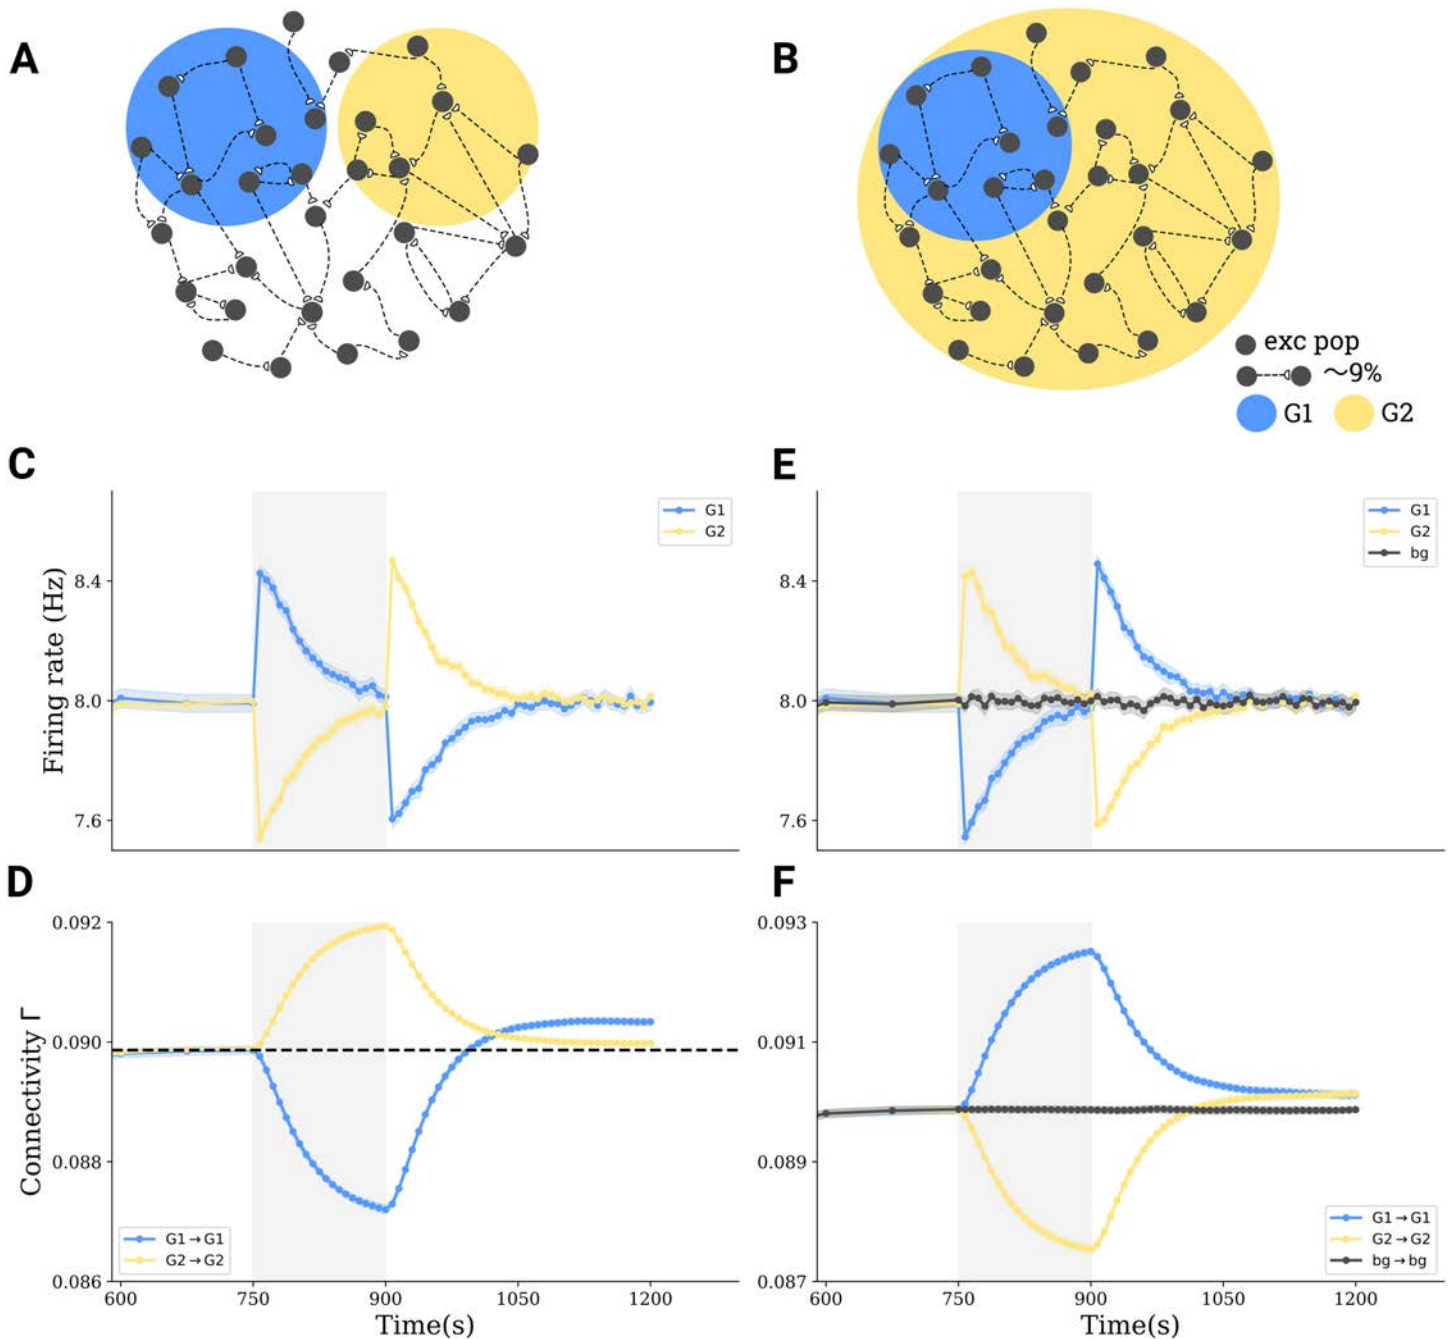 A
B
exc pop
~9%
G1
G2
C
G1
G2
8.4
8.0
7.6
Firing rate (Hz)
E
G1
G2
bg
8.4
8.0
7.6
D
0.092
0.090
0.088
0.086
Connectivity Γ
G1→G1
G2→G2
600
750
900
1050
1200
Time(s)
F
0.093
0.091
0.089
0.087
G1→G1
G2→G2
bg→bg
600
750
900
1050
1200
Time(s)